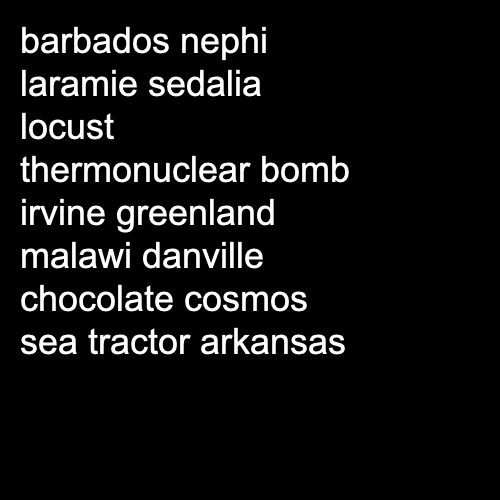 barbados nephi
laramie sedalia
locust
thermonuclear bomb
irvine greenland
malawi danville
chocolate cosmos
sea tractor arkansas